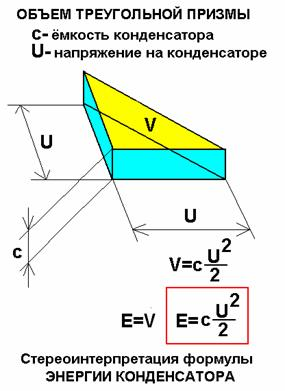 ОБЪЕМ ТРЕУГОЛЬНОЙ ПРИЗМЫ
c- ёмкость конденсатора
U- напряжение на конденсаторе
V
U
U
c
V=c U²/2
E=V E=c U²/2
Стереоинтерпретация формулы
ЭНЕРГИИ КОНДЕНСАТОРА